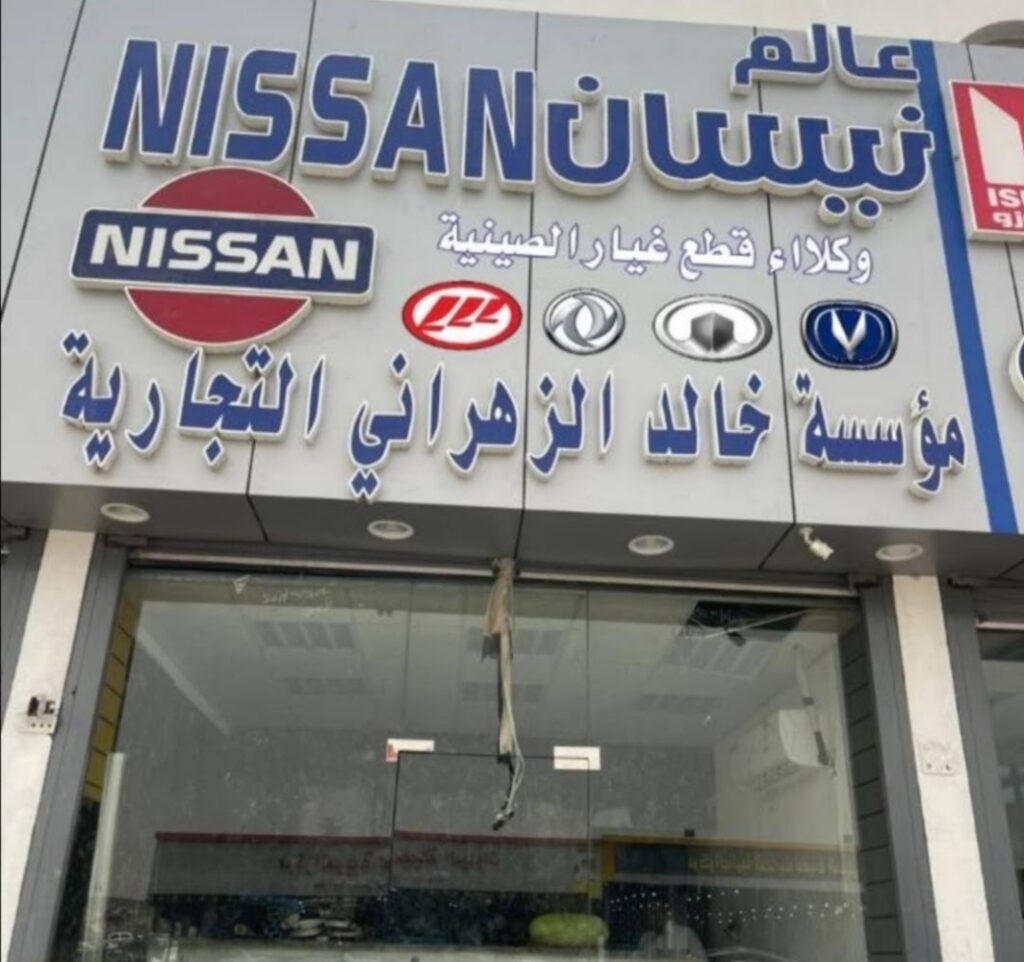 عالم
نيسان NISSAN
NISSAN
وكلاء قطع غيار الصينية
مؤسسة خالد الزهراني التجارية